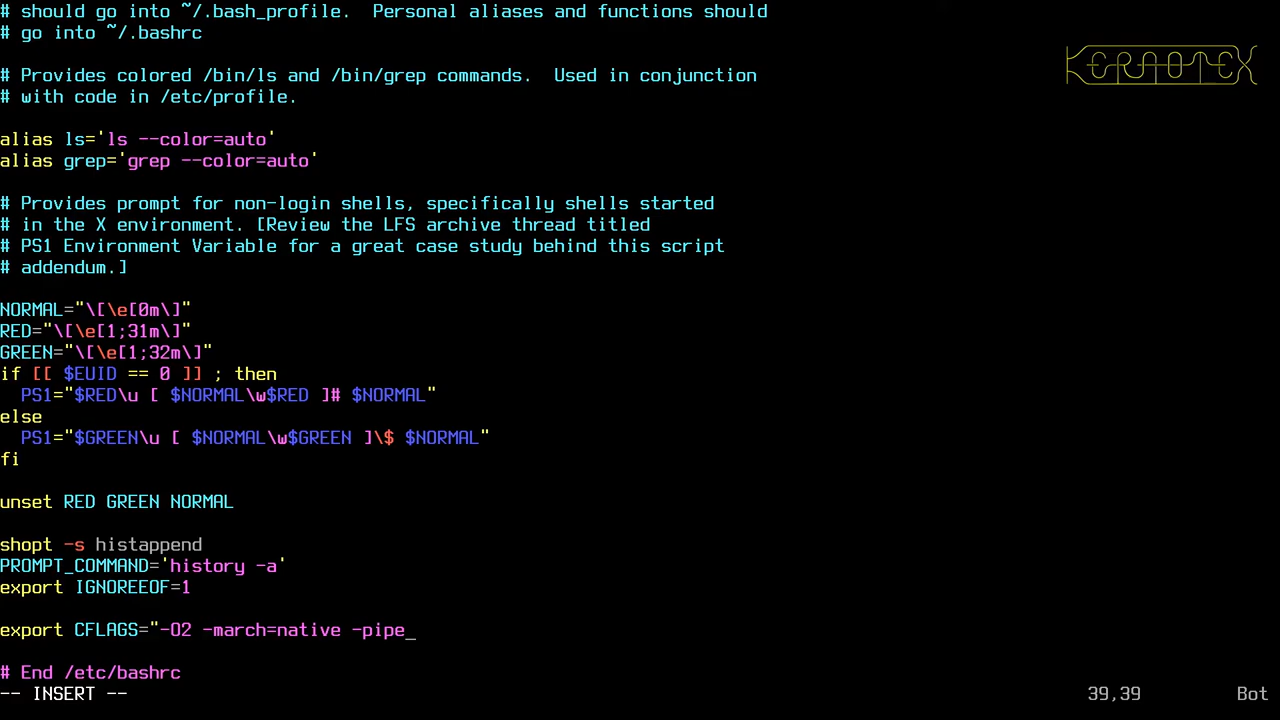 # should go into ~/.bash_profile.  Personal aliases and functions should
# go into ~/.bashrc
KERNOTEX
# Provides colored /bin/ls and /bin/grep commands.  Used in conjunction
# with code in /etc/profile.
alias ls='ls --color=auto'
alias grep='grep --color=auto'
# Provides prompt for non-login shells, specifically shells started
# in the X environment. [Review the LFS archive thread titled
# PS1 Environment Variable for a great case study behind this script
# addendum.]
NORMAL="\[\e[0m\]"
RED="\[\e[1;31m\]"
GREEN="\[\e[1;32m\]"
if [[ $EUID == 0 ]] ; then
  PS1="$RED\u [ $NORMAL\w$RED ]# $NORMAL"
else
  PS1="$GREEN\u [ $NORMAL\w$GREEN ]\$ $NORMAL"
fi
unset RED GREEN NORMAL
shopt -s histappend
PROMPT_COMMAND='history -a'
export IGNOREEOF=1
export CFLAGS="-O2 -march=native -pipe_
# End /etc/bashrc
-- INSERT -- 39,39 Bot